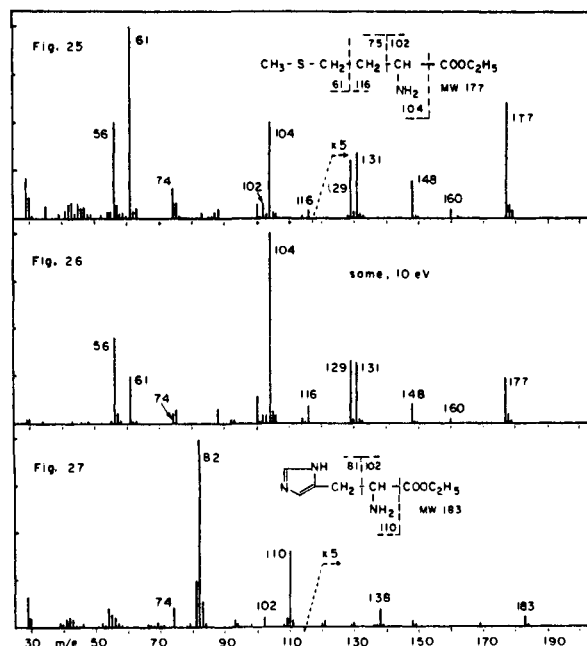 Fig. 25
61
75 102
CH3 – S – CH2 CH2 – CH – COOC2H5
61 116 NH2 MW 177
104
56
104
x5
177
74
102
116
129
131
148
160
Fig. 26
104
same, 10 eV
56
61
74
116
129
131
148
160
177
Fig. 27
82
81 102
NH
N CH2 – CH – COOC2H5
NH2 MW 183
110
74
102
110
x5
138
183
30 m/e 50 70 90 110 130 150 170 190